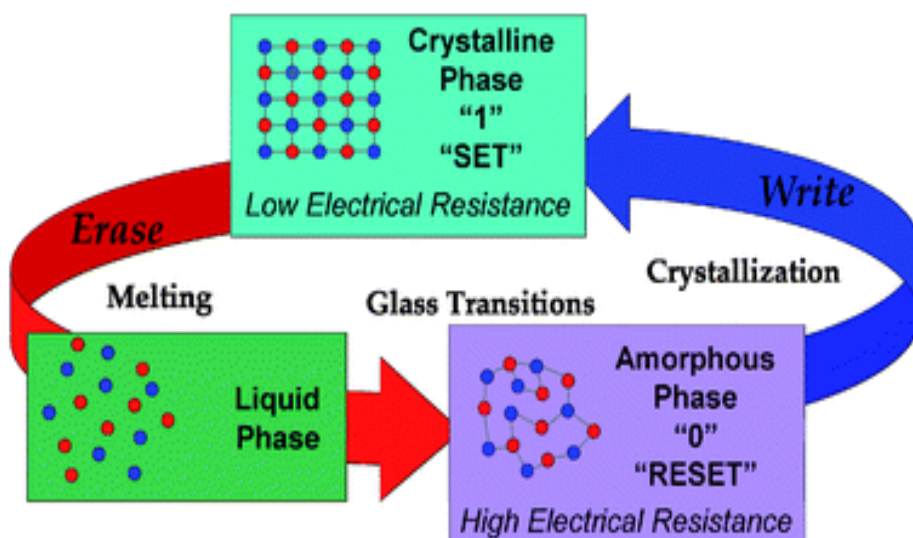 Crystalline
Phase
“1”
“SET”
Low Electrical Resistance
Erase
Write
Melting
Glass Transitions
Crystallization
Liquid
Phase
Amorphous
Phase
“0”
“RESET”
High Electrical Resistance